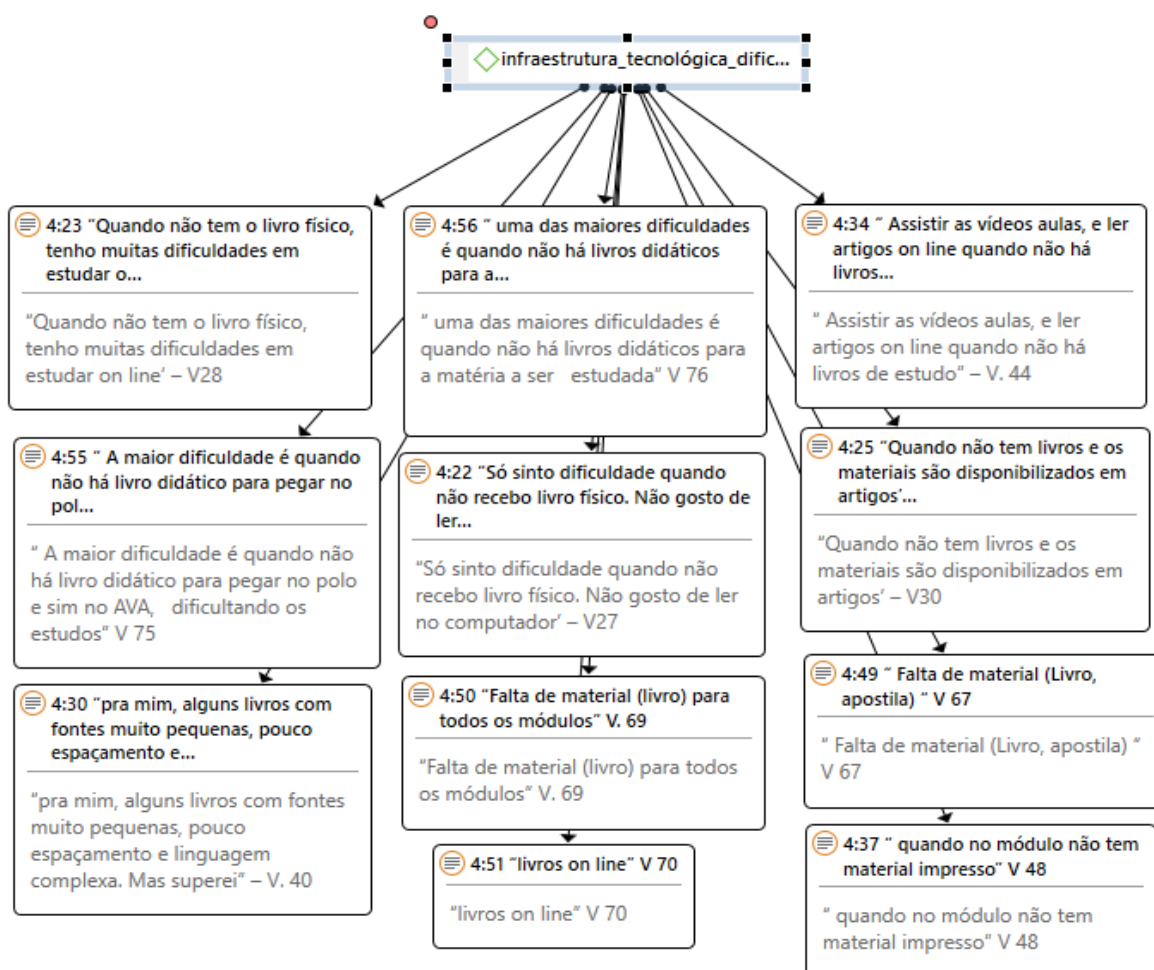 infraestrutura_tecnológica_dific...
4:23 “Quando não tem o livro físico,
tenho muitas dificuldades em
estudar o...
“Quando não tem o livro físico,
tenho muitas dificuldades em
estudar on line’ – V28
4:56 “ uma das maiores dificuldades
é quando não há livros didáticos
para a...
“ uma das maiores dificuldades é
quando não há livros didáticos para
a matéria a ser   estudada” V 76
4:34 “ Assistir as vídeos aulas, e ler
artigos on line quando não há
livros...
“ Assistir as vídeos aulas, e ler
artigos on line quando não há
livros de estudo” – V. 44
4:55 “ A maior dificuldade é quando
não há livro didático para pegar no
pol...
“ A maior dificuldade é quando não
há livro didático para pegar no polo
e sim no AVA,   dificultando os
estudos” V 75
4:22 “Só sinto dificuldade quando
não recebo livro físico. Não gosto de
ler...
“Só sinto dificuldade quando não
recebo livro físico. Não gosto de ler
no computador’ – V27
4:25 “Quando não tem livros e os
materiais são disponibilizados em
artigos’...
“Quando não tem livros e os
materiais são disponibilizados em
artigos’ – V30
4:30 “pra mim, alguns livros com
fontes muito pequenas, pouco
espaçamento e...
“pra mim, alguns livros com fontes
muito pequenas, pouco
espaçamento e linguagem
complexa. Mas superei” – V. 40
4:50 “Falta de material (livro) para
todos os módulos” V. 69
“Falta de material (livro) para todos
os módulos” V. 69
4:49 “ Falta de material (Livro,
apostila) “ V 67
“ Falta de material (Livro, apostila) “
V 67
4:51 “livros on line” V 70
“livros on line” V 70
4:37 “ quando no módulo não tem
material impresso” V 48
“ quando no módulo não tem
material impresso” V 48